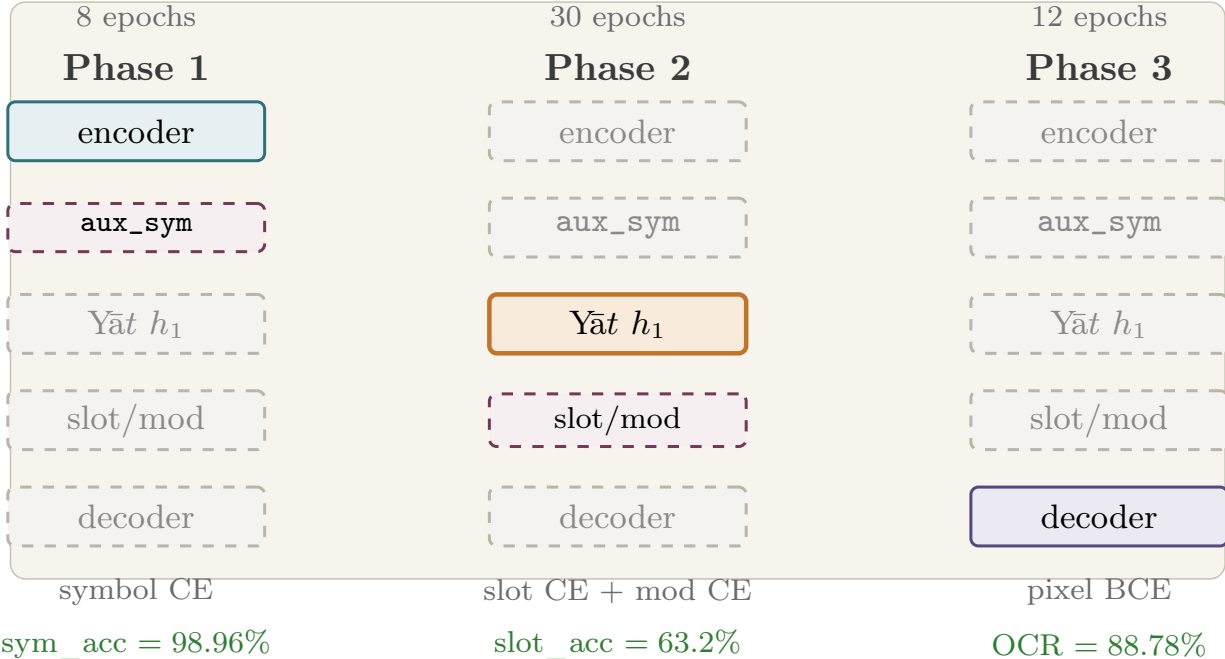 8 epochs
Phase 1
encoder
aux_sym
Yāt h₁
slot/mod
decoder
symbol CE
sym_acc = 98.96%
30 epochs
Phase 2
encoder
aux_sym
Yāt h₁
slot/mod
decoder
slot CE + mod CE
slot_acc = 63.2%
12 epochs
Phase 3
encoder
aux_sym
Yāt h₁
slot/mod
decoder
pixel BCE
OCR = 88.78%